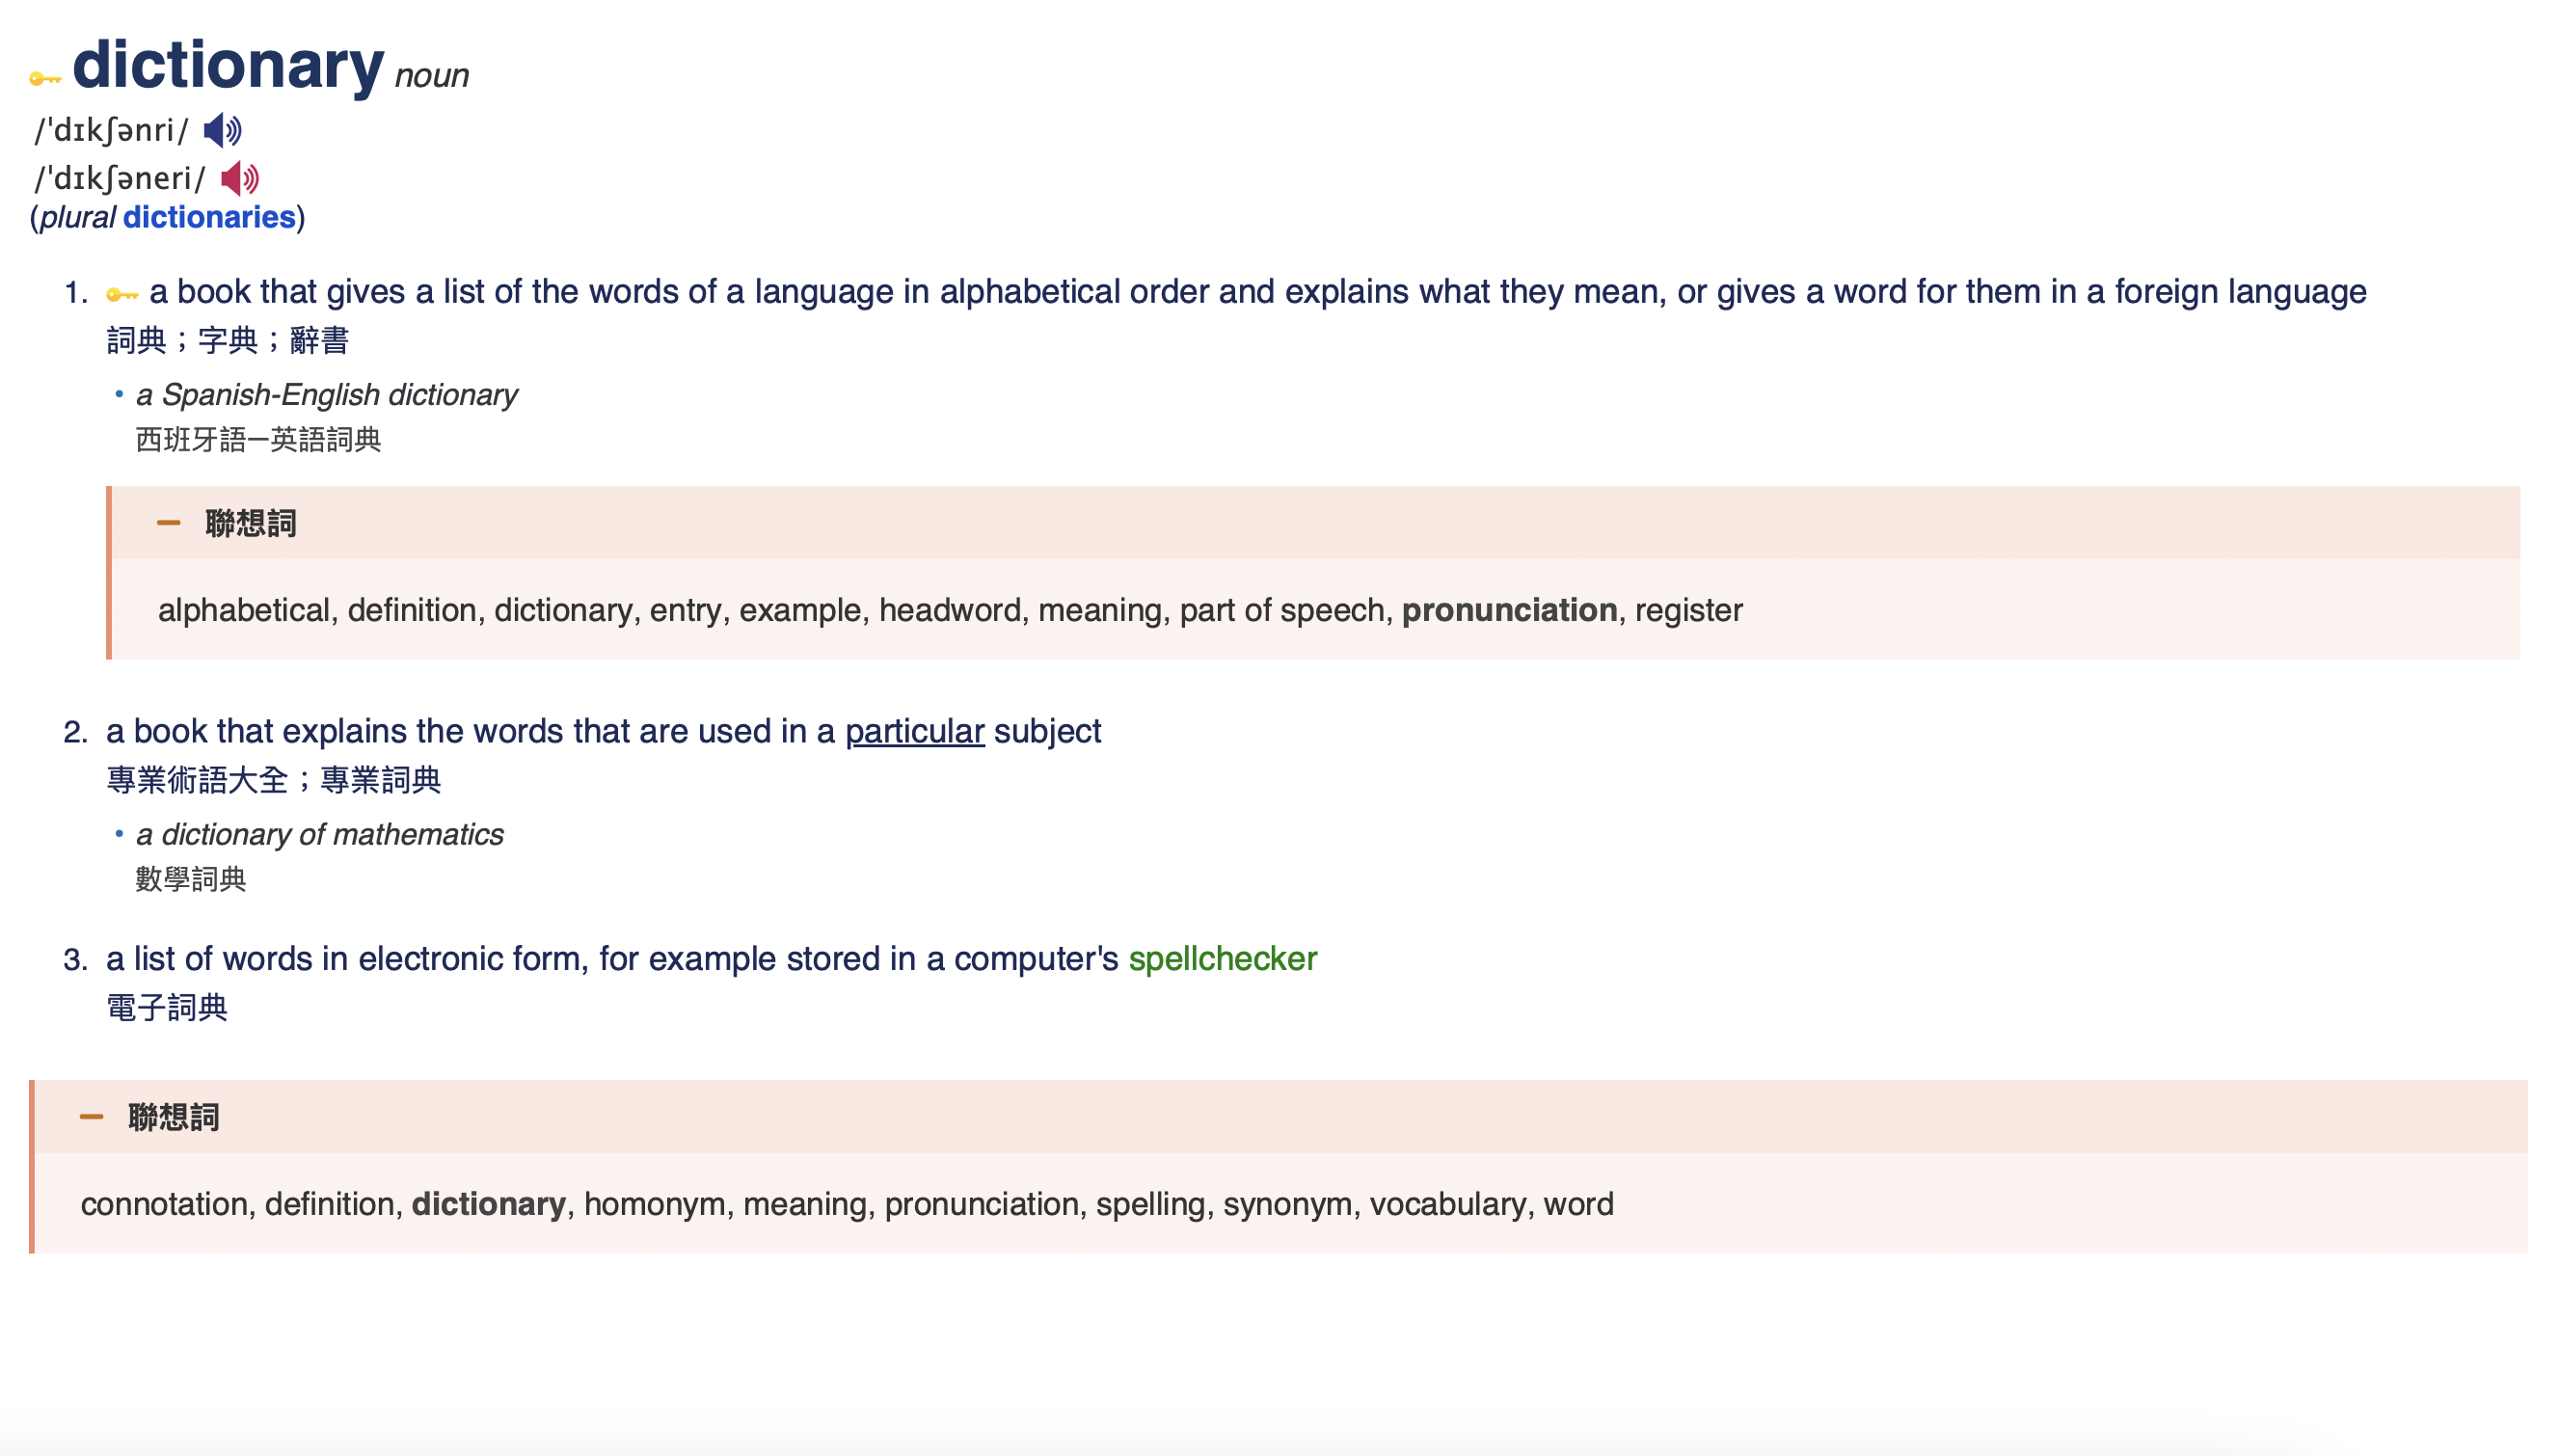 dictionary noun
/ˈdɪkʃənri/
/ˈdɪkʃəneri/
(plural dictionaries)
1. a book that gives a list of the words of a language in alphabetical order and explains what they mean, or gives a word for them in a foreign language
詞典；字典；辭書
• a Spanish-English dictionary
西班牙語—英語詞典
聯想詞
alphabetical, definition, dictionary, entry, example, headword, meaning, part of speech, pronunciation, register
2. a book that explains the words that are used in a particular subject
專業術語大全；專業詞典
• a dictionary of mathematics
數學詞典
3. a list of words in electronic form, for example stored in a computer's spellchecker
電子詞典
聯想詞
connotation, definition, dictionary, homonym, meaning, pronunciation, spelling, synonym, vocabulary, word